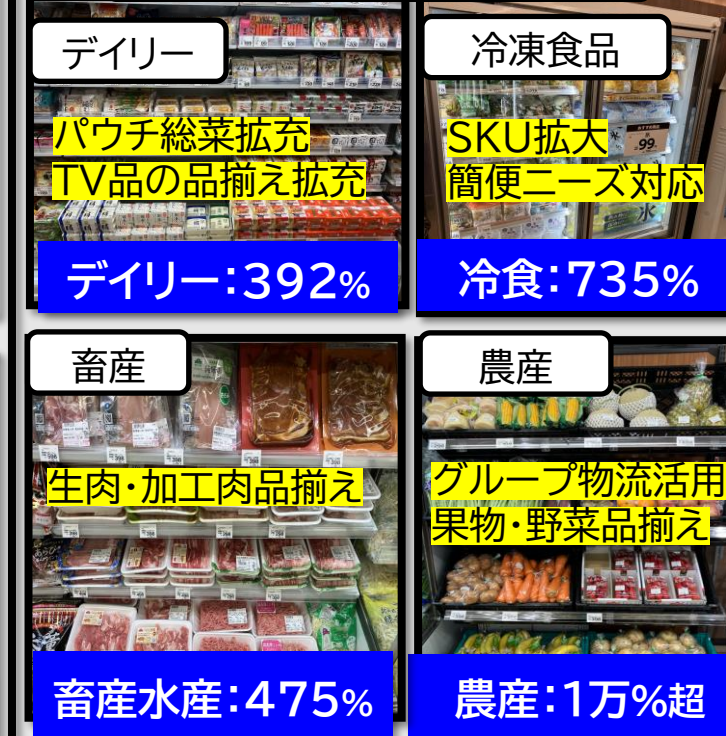 デイリー
パウチ総菜拡充
TV品の品揃え拡充
デイリー:392%
冷凍食品
SKU拡大
簡便ニーズ対応
99
氷
冷食:735%
畜産
生肉・加工肉品揃え
畜産水産:475%
農産
グループ物流活用
果物・野菜品揃え
農産:1万%超